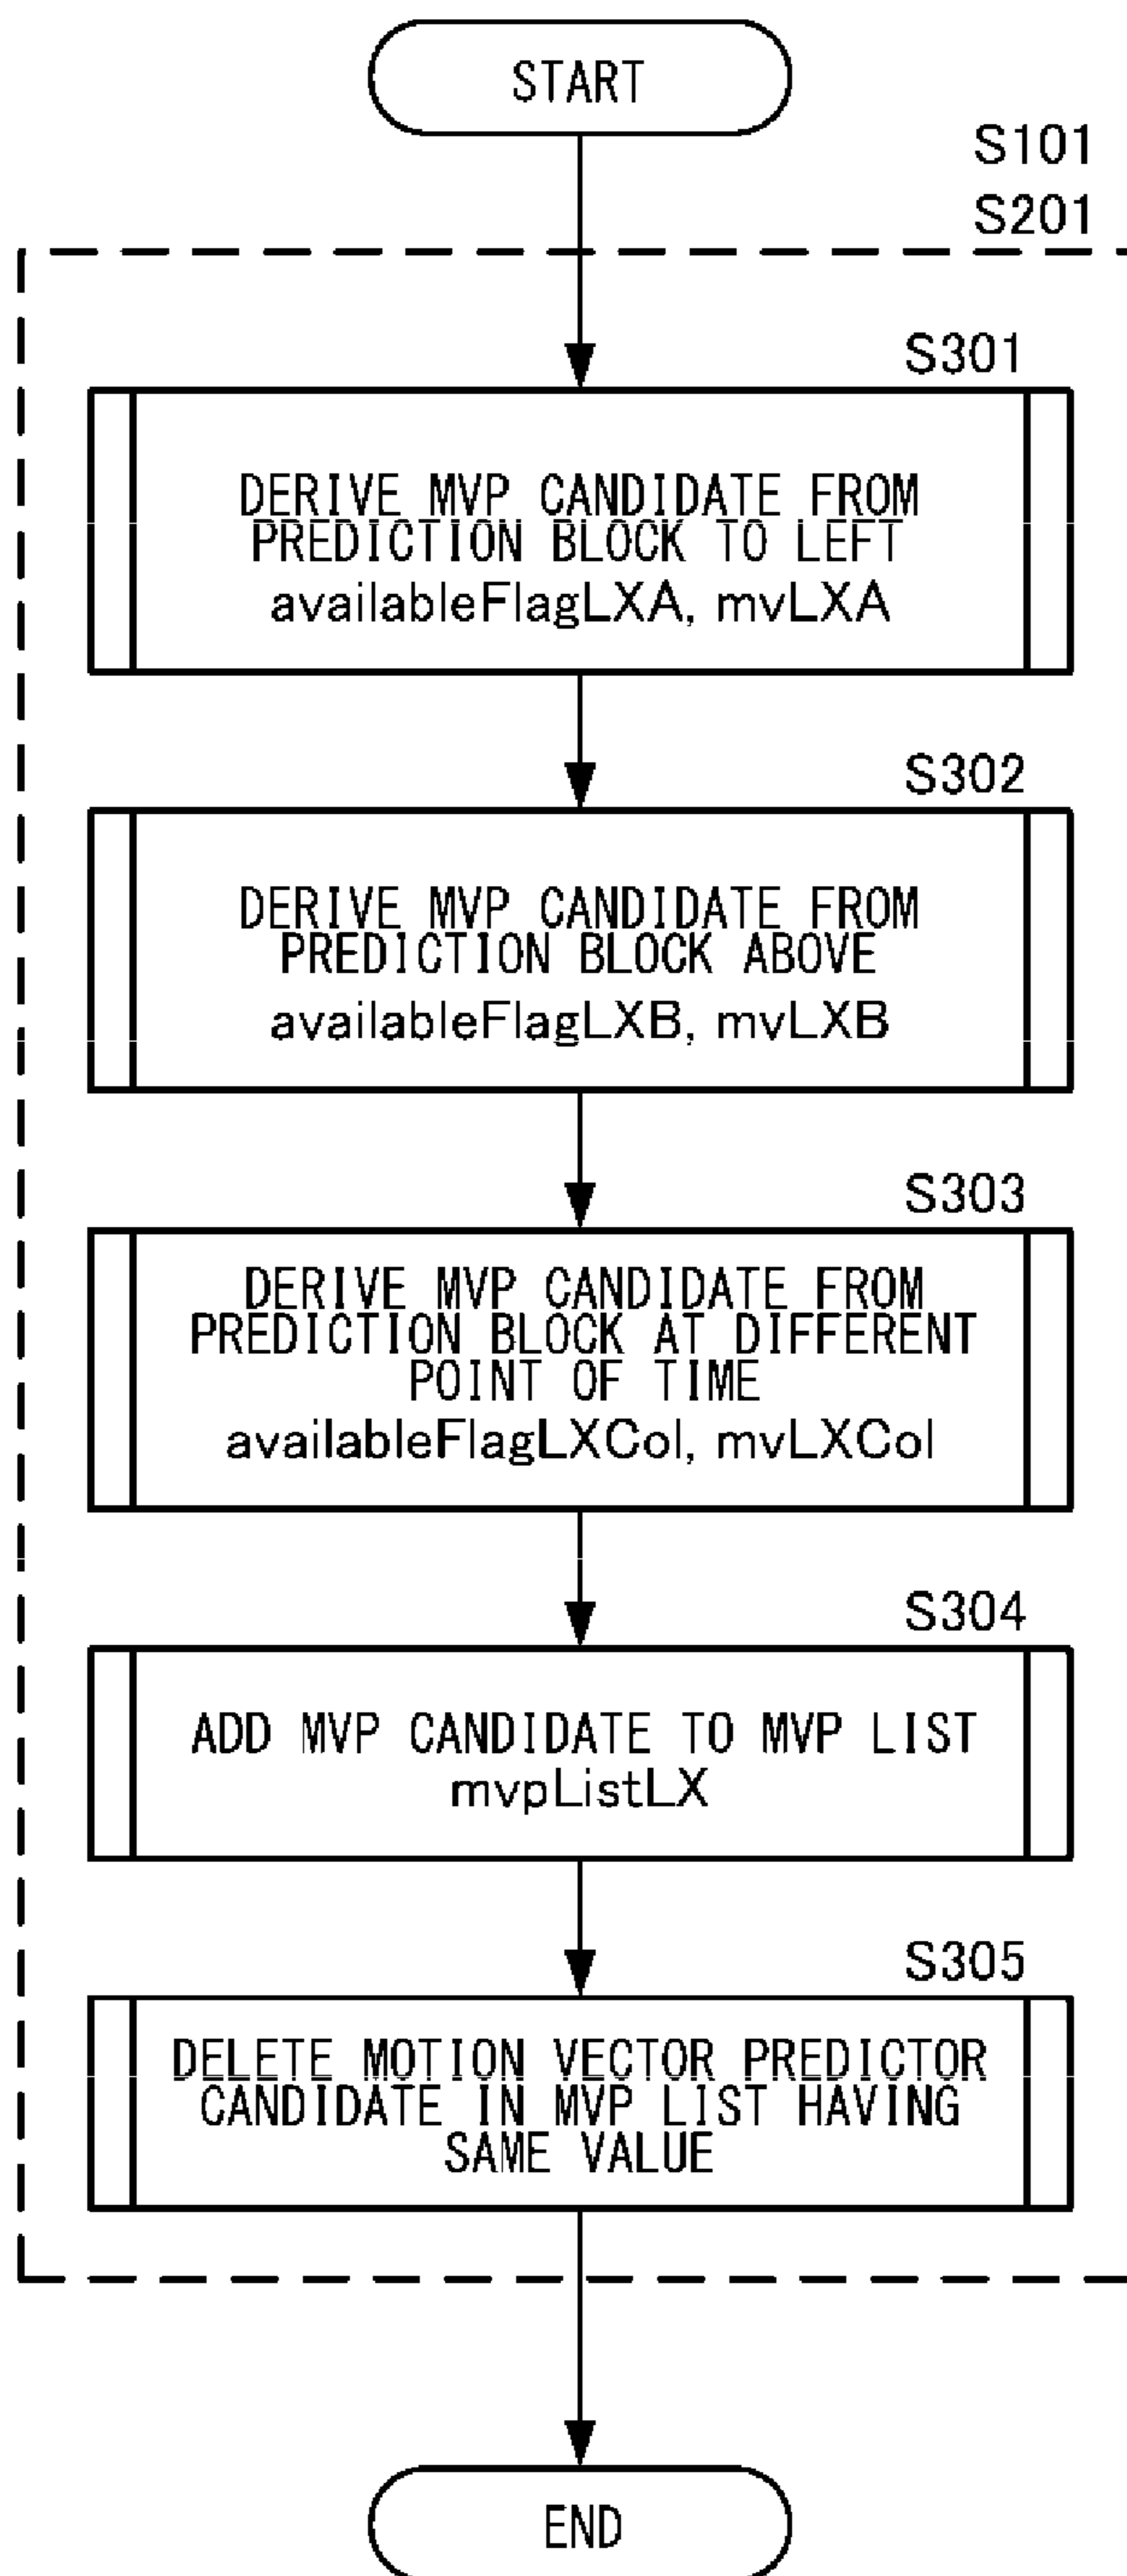 START
S101
S201
S301
DERIVE MVP CANDIDATE FROM
PREDICTION BLOCK TO LEFT
availableFlagLXA, mvLXA
S302
DERIVE MVP CANDIDATE FROM
PREDICTION BLOCK ABOVE
availableFlagLXB, mvLXB
S303
DERIVE MVP CANDIDATE FROM
PREDICTION BLOCK AT DIFFERENT
POINT OF TIME
availableFlagLXCol, mvLXCol
S304
ADD MVP CANDIDATE TO MVP LIST
mvpListLX
S305
DELETE MOTION VECTOR PREDICTOR
CANDIDATE IN MVP LIST HAVING
SAME VALUE
END